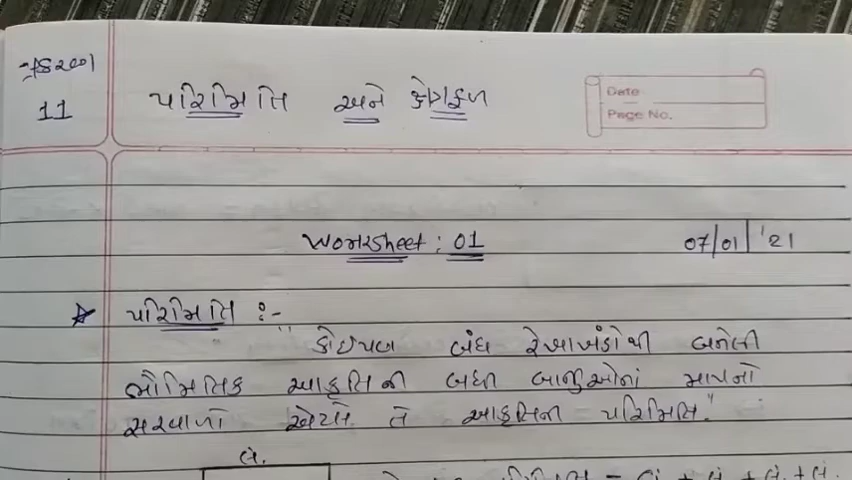 પ્રકરણ
11
પરિમિતિ અને ક્ષેત્રફળ
Date
Page No.
Worksheet : 01
07/01/'21
☆ પરિમિતિ :-
" કોઈપણ બંધ રેખાખંડોથી બનેલી
ભૌમિતિક આકૃતિની બધી બાજુઓનાં માપનો
સરવાળો એટલે તે આકૃતિની પરિમિતિ."
લં.
= લં + લં + લં. + લં.